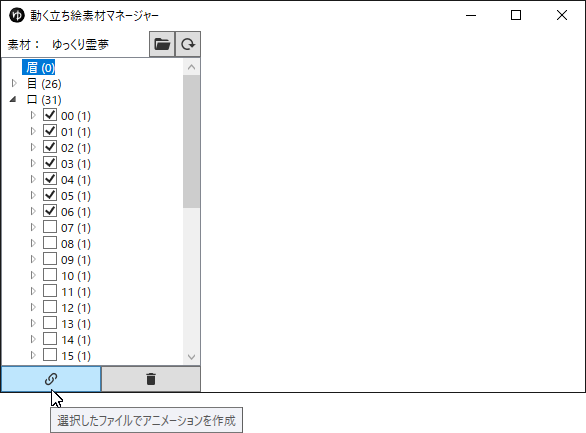 ゆ 動く立ち絵素材マネージャー
素材： ゆっくり霊夢
眉 (0)
目 (26)
口 (31)
00 (1)
01 (1)
02 (1)
03 (1)
04 (1)
05 (1)
06 (1)
07 (1)
08 (1)
09 (1)
10 (1)
11 (1)
12 (1)
13 (1)
14 (1)
15 (1)
選択したファイルでアニメーションを作成